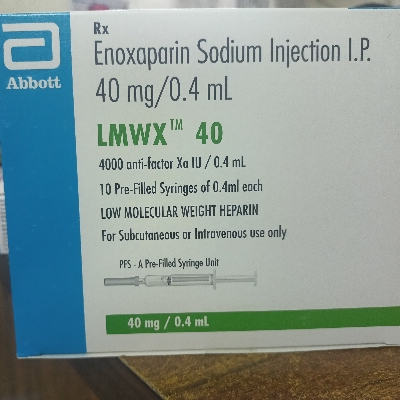 Abbott
Rx
Enoxaparin Sodium Injection I.P.
40 mg/0.4 mL
LMWX™ 40
4000 anti-factor Xa IU / 0.4 mL
10 Pre-Filled Syringes of 0.4ml each
LOW MOLECULAR WEIGHT HEPARIN
For Subcutaneous or Intravenous use only
PFS - A Pre-Filled Syringe Unit
40 mg / 0.4 mL